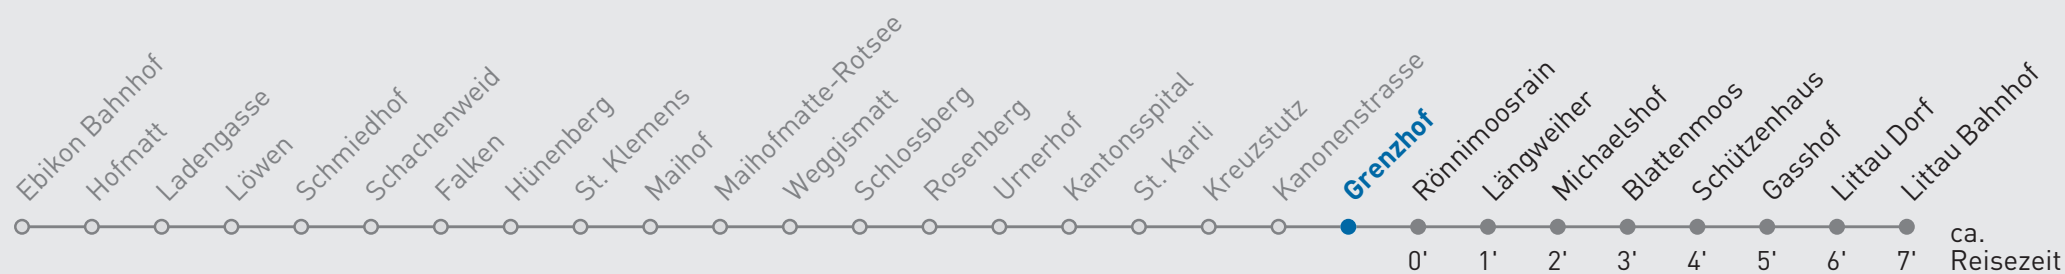 Ebikon Bahnhof
Hofmatt
Ladengasse
Löwen
Schmiedhof
Schachenweid
Falken
Hünenberg
St. Klemens
Maihof
Maihofmatte-Rotsee
Weggismatt
Schlossberg
Rosenberg
Urnerhof
Kantonsspital
St. Karli
Kreuzstutz
Kanonenstrasse
Grenzhof
Rönnimoosrain
Längweiher
Michaelshof
Blattenmoos
Schützenhaus
Gasshof
Littau Dorf
Littau Bahnhof
0' 1' 2' 3' 4' 5' 6' 7'
ca.
Reisezeit